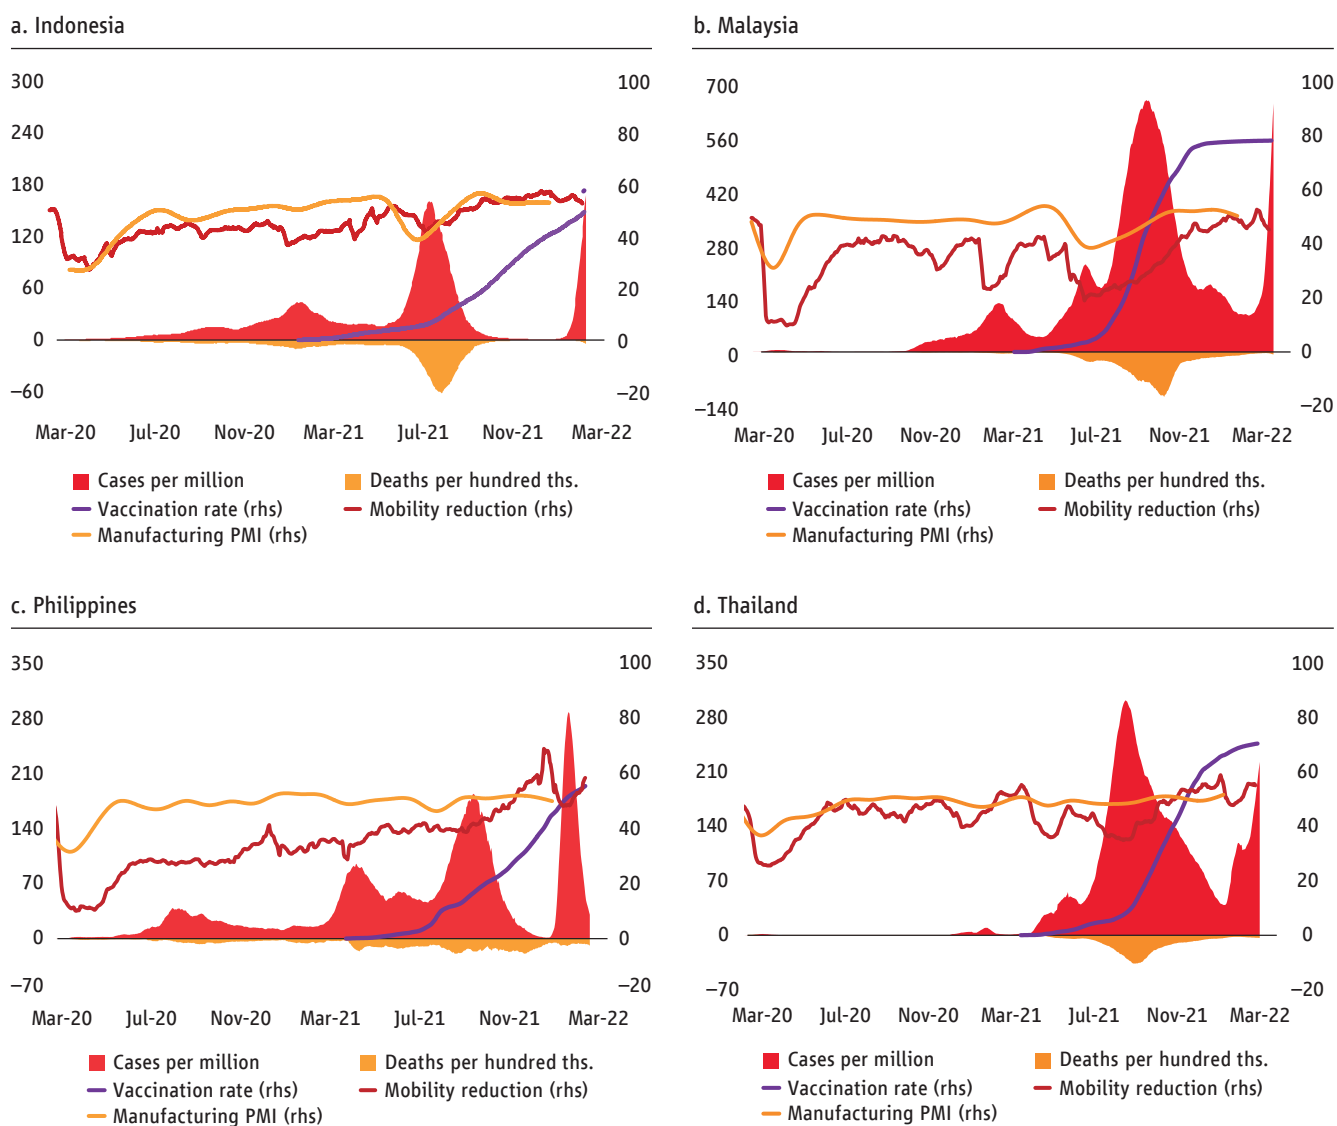 a. Indonesia
300
240
180
120
60
0
−60
100
80
60
40
20
0
−20
Mar-20 Jul-20 Nov-20 Mar-21 Jul-21 Nov-21 Mar-22
Cases per million Deaths per hundred ths.
Vaccination rate (rhs) Mobility reduction (rhs)
Manufacturing PMI (rhs)
b. Malaysia
700
560
420
280
140
0
−140
100
80
60
40
20
0
−20
Mar-20 Jul-20 Nov-20 Mar-21 Jul-21 Nov-21 Mar-22
Cases per million Deaths per hundred ths.
Vaccination rate (rhs) Mobility reduction (rhs)
Manufacturing PMI (rhs)
c. Philippines
350
280
210
140
70
0
−70
100
80
60
40
20
0
−20
Mar-20 Jul-20 Nov-20 Mar-21 Jul-21 Nov-21 Mar-22
Cases per million Deaths per hundred ths.
Vaccination rate (rhs) Mobility reduction (rhs)
Manufacturing PMI (rhs)
d. Thailand
350
280
210
140
70
0
−70
100
80
60
40
20
0
−20
Mar-20 Jul-20 Nov-20 Mar-21 Jul-21 Nov-21 Mar-22
Cases per million Deaths per hundred ths.
Vaccination rate (rhs) Mobility reduction (rhs)
Manufacturing PMI (rhs)